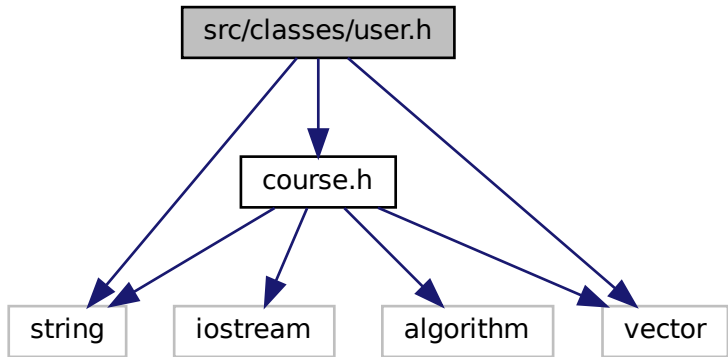 src/classes/user.h
course.h
string
iostream
algorithm
vector